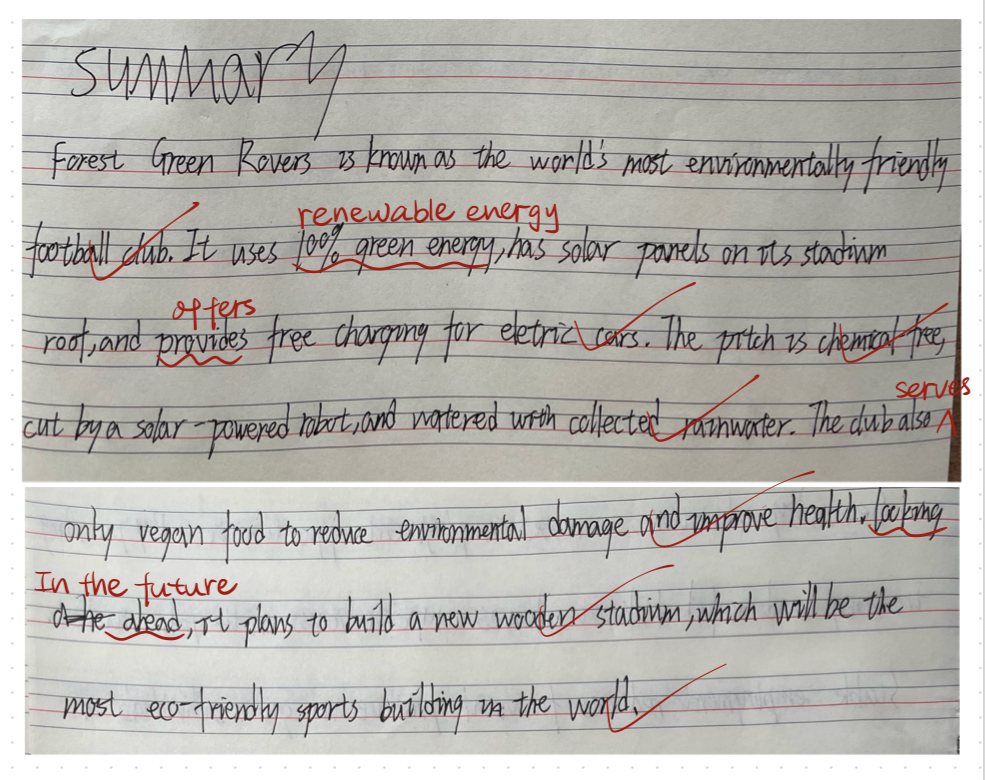 summary
Forest Green Rovers is known as the world's most environmentally friendly
renewable energy
football club. It uses 100% green energy, has solar panels on its stadium
offers
roof, and provides free charging for eletric cars. The pitch is chemical free,
serves
cut by a solar-powered robot, and watered with collected rainwater. The club also
only vegan food to reduce environmental damage and improve health. looking
In the future
ahead, it plans to build a new wooden stadium, which will be the
most eco-friendly sports building in the world.